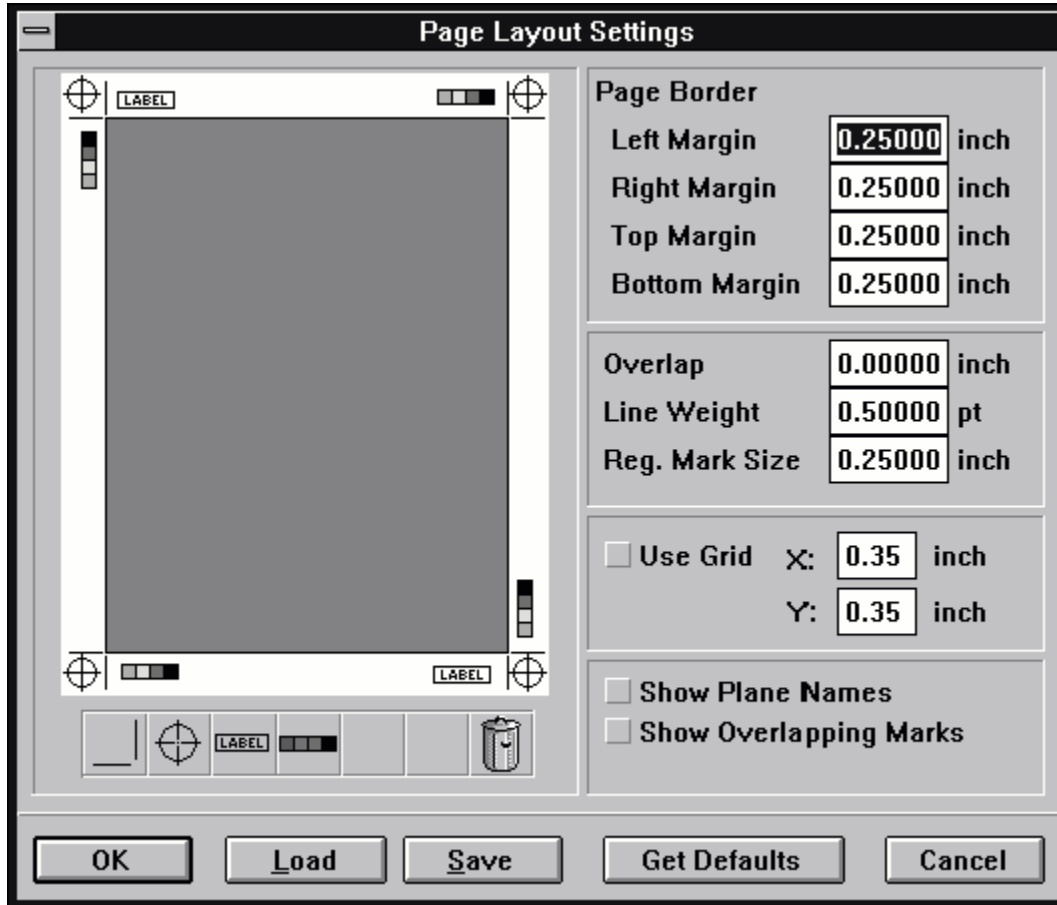 Page Layout Settings
LABEL
LABEL
LABEL
Page Border
Left Margin 0.25000 inch
Right Margin 0.25000 inch
Top Margin 0.25000 inch
Bottom Margin 0.25000 inch
Overlap 0.00000 inch
Line Weight 0.50000 pt
Reg. Mark Size 0.25000 inch
Use Grid X: 0.35 inch
Y: 0.35 inch
Show Plane Names
Show Overlapping Marks
OK Load Save Get Defaults Cancel